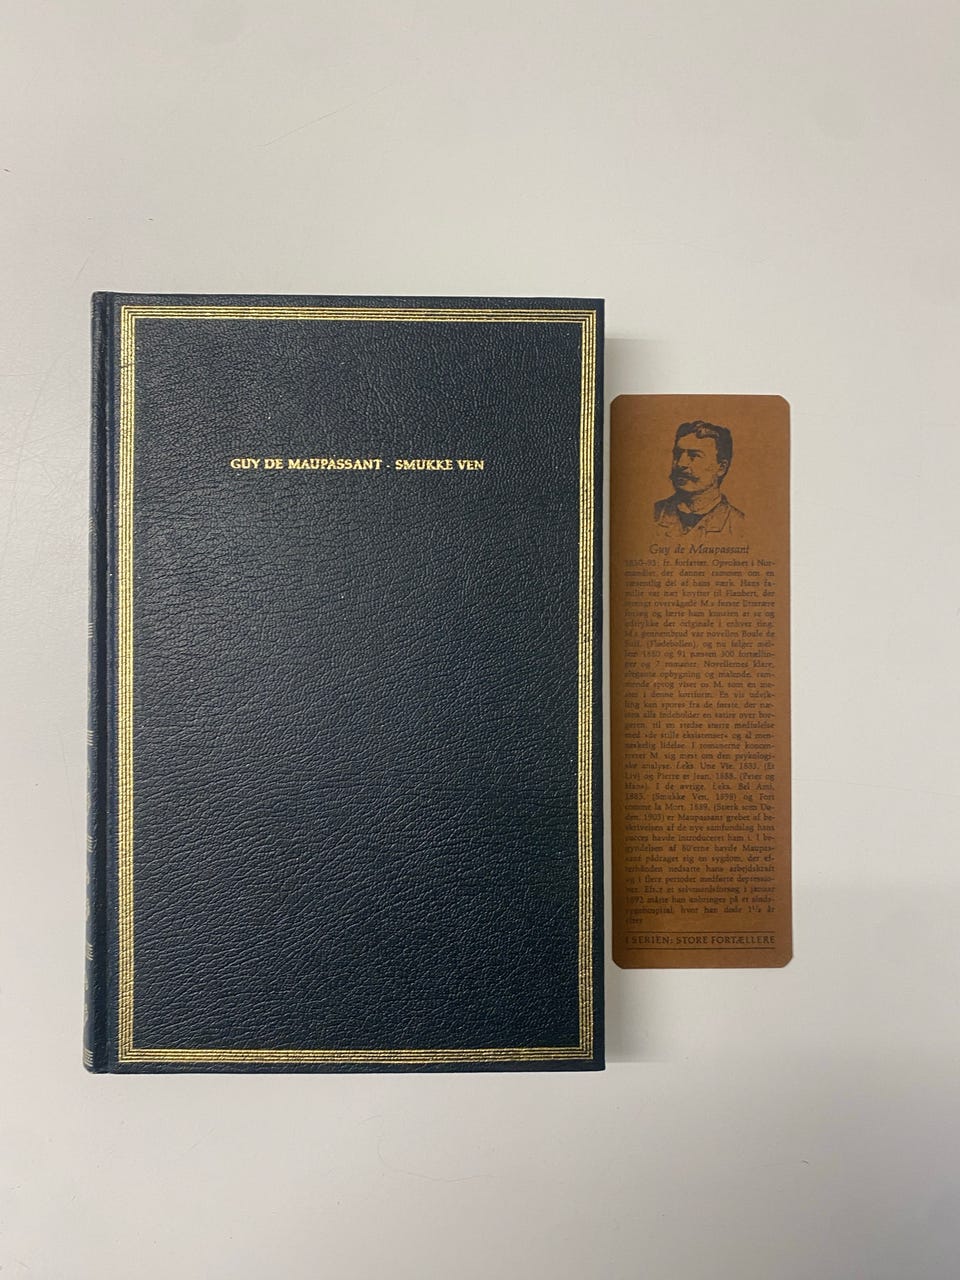 GUY DE MAUPASSANT · SMUKKE VEN
Guy de Maupassant
1850–93; fr. forfatter. Opvokset i Nor-
mandiet der danner rammen om en
væsentlig del af hans værk. Hans fa-
milie var nær knyttet til Flaubert, der
strengt overvågede M.s første litterære
forsøg og lærte ham kunsten at se og
udtrykke det originale i enhver ting.
M.s gennembrud var novellen Boule de
Suif, (Fladebollen), og nu følger mel-
lem 1880 og 91 næsten 300 fortællin-
ger og 7 romaner. Novellernes klare,
elegante opbygning og malende, ram-
mende sprog viser os M. som en me-
ster i denne kortform. En vis udvik-
ling kan spores fra de første, der næ-
sten alle indeholder en satire over bor-
geren, til en stedse større medfølelse
med »de stille eksistenser« og al men-
neskelig lidelse. I romanerne koncen-
trerer M. sig mest om den psykologi-
ske analyse, f.eks. Une Vie, 1883, (Et
Liv) og Pierre et Jean, 1888, (Peter og
Hans). I de øvrige, f.eks. Bel Ami,
1885, (Smukke Ven, 1898) og Fort
comme la Mort, 1889, (Stærk som Dø-
den, 1903) er Maupassant grebet af be-
skrivelsen af de nye samfundslag hans
succes havde introduceret ham i. I be-
gyndelsen af 80'erne havde Maupas-
sant pådraget sig en sygdom, der ef-
terhånden nedsatte hans arbejdskraft
og i flere perioder medførte depressio-
ner. Efter et selvmordsforsøg i januar
1892 måtte han anbringes på et sinds-
sygehospital, hvor han døde 1½ år
efter
I SERIEN: STORE FORTÆLLERE